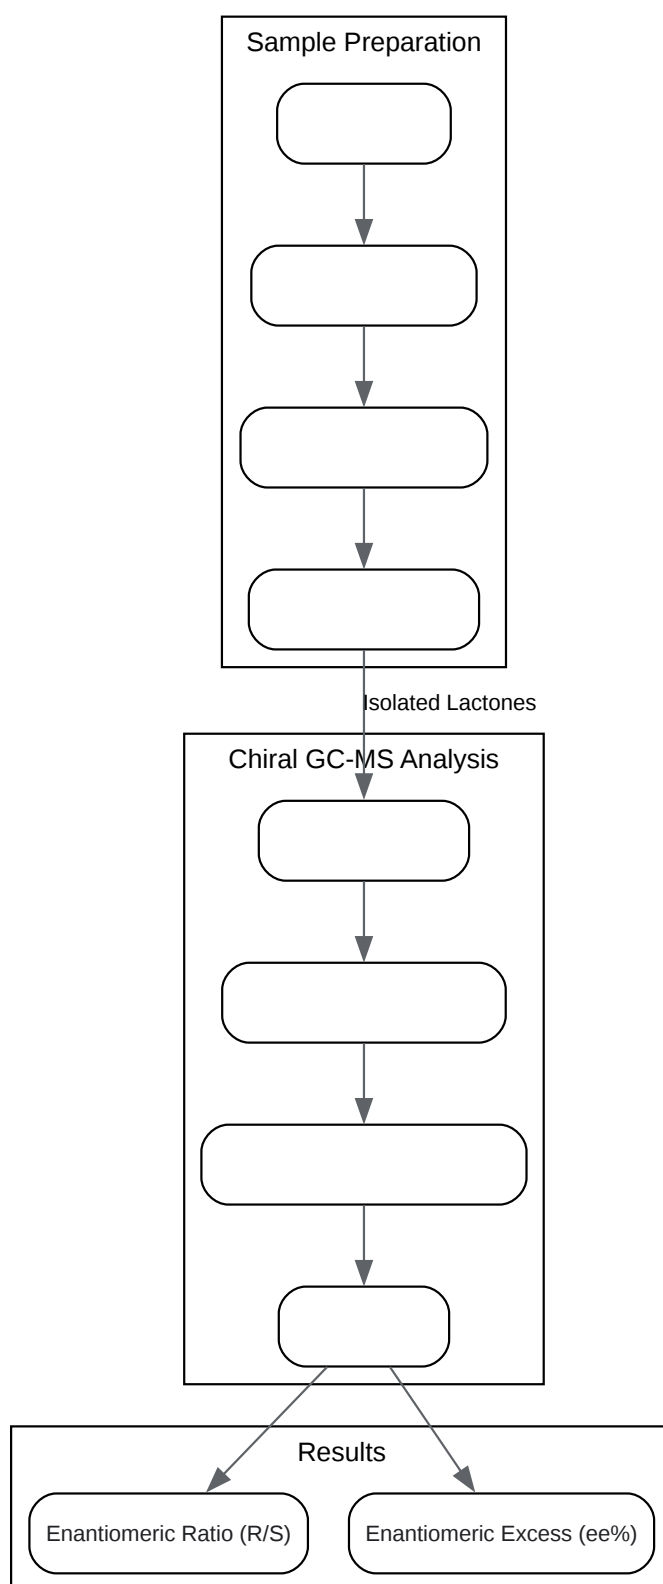 Sample Preparation
Isolated Lactones
Chiral GC-MS Analysis
Results
Enantiomeric Ratio (R/S)
Enantiomeric Excess (ee%)